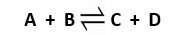 A + B ⇌ C + D